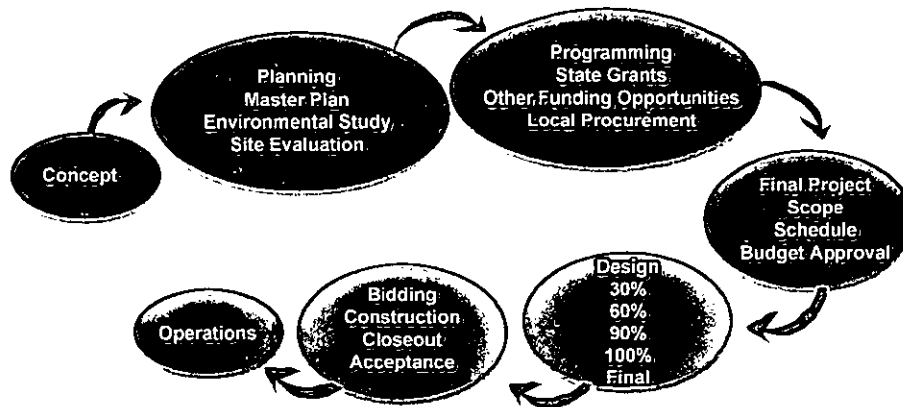 Concept
Planning
Master Plan
Environmental Study
Site Evaluation
Programming
State Grants
Other Funding Opportunities
Local Procurement
Final Project
Scope
Schedule
Budget Approval
Design
30%
60%
90%
100%
Final
Bidding
Construction
Closeout
Acceptance
Operations